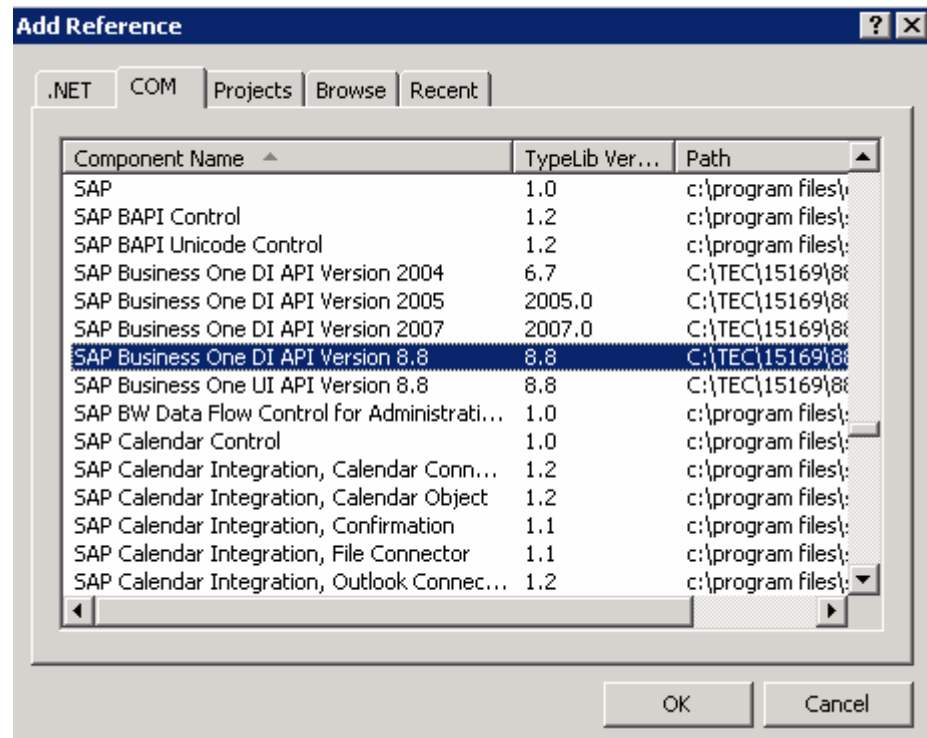 Add Reference
.NET COM Projects Browse Recent
Component Name TypeLib Ver... Path
SAP 1.0 c:\program files\
SAP BAPI Control 1.2 c:\program files\
SAP BAPI Unicode Control 1.2 c:\program files\
SAP Business One DI API Version 2004 6.7 C:\TEC\15169\88
SAP Business One DI API Version 2005 2005.0 C:\TEC\15169\88
SAP Business One DI API Version 2007 2007.0 C:\TEC\15169\88
SAP Business One DI API Version 8.8 8.8 C:\TEC\15169\88
SAP Business One UI API Version 8.8 8.8 C:\TEC\15169\88
SAP BW Data Flow Control for Administrati... 1.0 c:\program files\
SAP Calendar Control 1.0 c:\program files\
SAP Calendar Integration, Calendar Conn... 1.2 c:\program files\
SAP Calendar Integration, Calendar Object 1.2 c:\program files\
SAP Calendar Integration, Confirmation 1.1 c:\program files\
SAP Calendar Integration, File Connector 1.1 c:\program files\
SAP Calendar Integration, Outlook Connec... 1.2 c:\program files\
OK Cancel